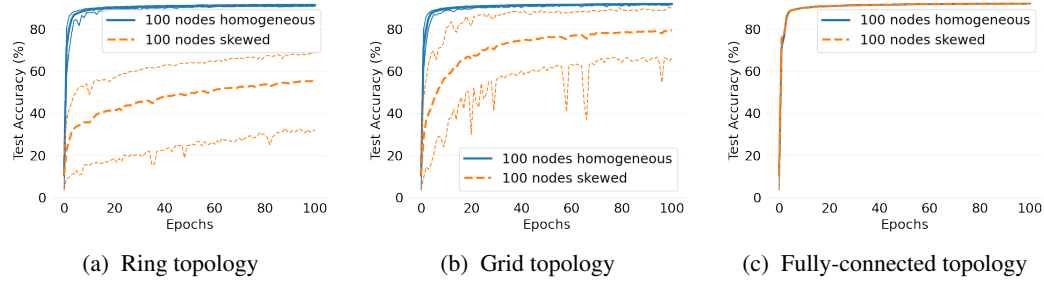 Test Accuracy (%)
80
60
40
20
0
0 20 40 60 80 100
Epochs
100 nodes homogeneous
100 nodes skewed
(a) Ring topology
Test Accuracy (%)
80
60
40
20
0
0 20 40 60 80 100
Epochs
100 nodes homogeneous
100 nodes skewed
(b) Grid topology
Test Accuracy (%)
80
60
40
20
0
0 20 40 60 80 100
Epochs
100 nodes homogeneous
100 nodes skewed
(c) Fully-connected topology